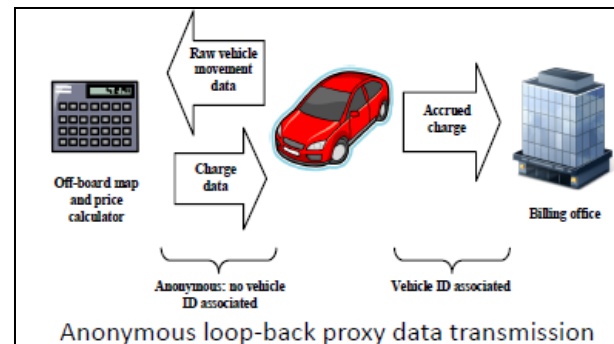 Raw vehicle
movement
data
Accrued
charge
Charge
data
Off-board map
and price
calculator
Billing office
Anonymous: no vehicle
ID associated
Vehicle ID associated
Anonymous loop-back proxy data transmission